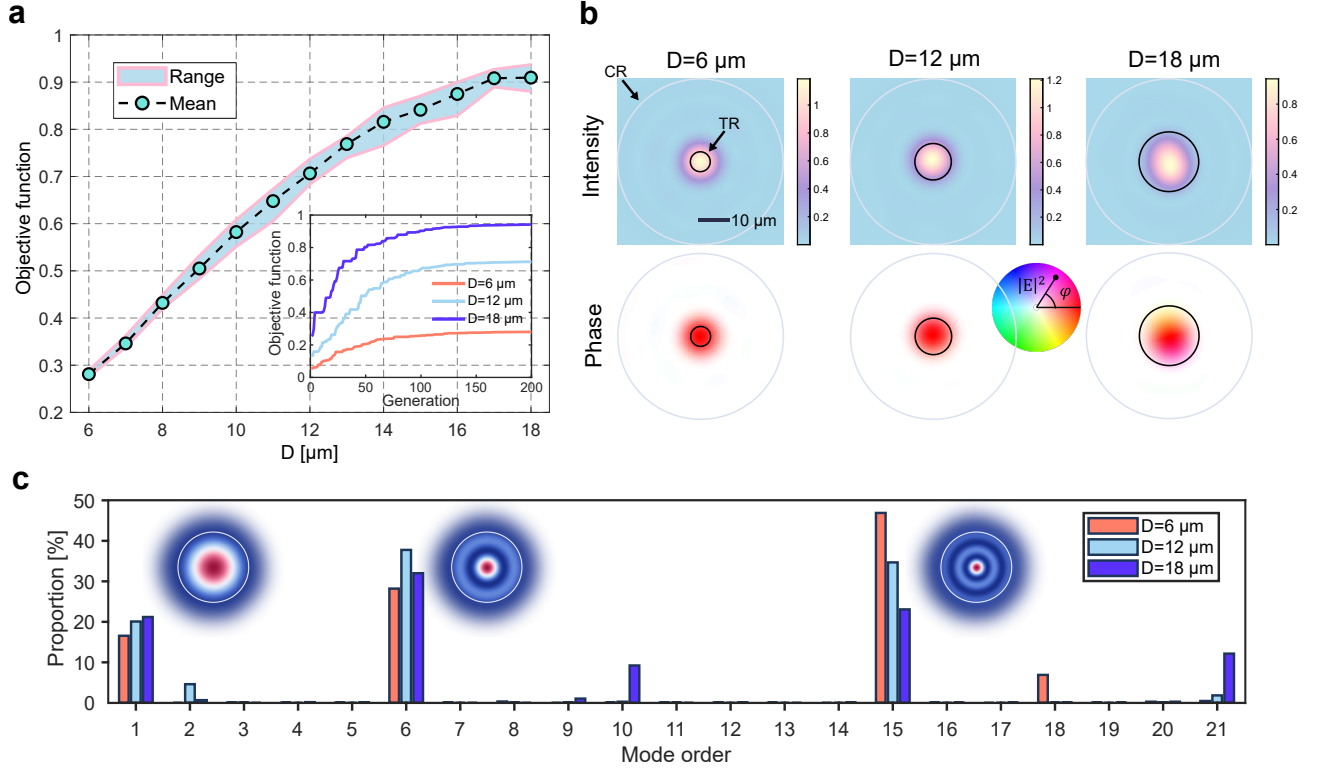 a
1
0.9
0.8
0.7
0.6
0.5
0.4
0.3
0.2
Objective function
Range
Mean
6
8
10
12
14
16
18
D [µm]
1
0.8
0.6
0.4
0.2
0
Objective function
D=6 µm
D=12 µm
D=18 µm
0
50
100
150
200
Generation
b
D=6 µm
D=12 µm
D=18 µm
Intensity
CR
TR
10 µm
1
0.8
0.6
0.4
0.2
1.2
1
0.8
0.6
0.4
0.2
0.8
0.6
0.4
0.2
Phase
|E|²
φ
c
50
40
30
20
10
0
Proportion [%]
D=6 µm
D=12 µm
D=18 µm
1 2 3 4 5 6 7 8 9 10 11 12 13 14 15 16 17 18 19 20 21
Mode order